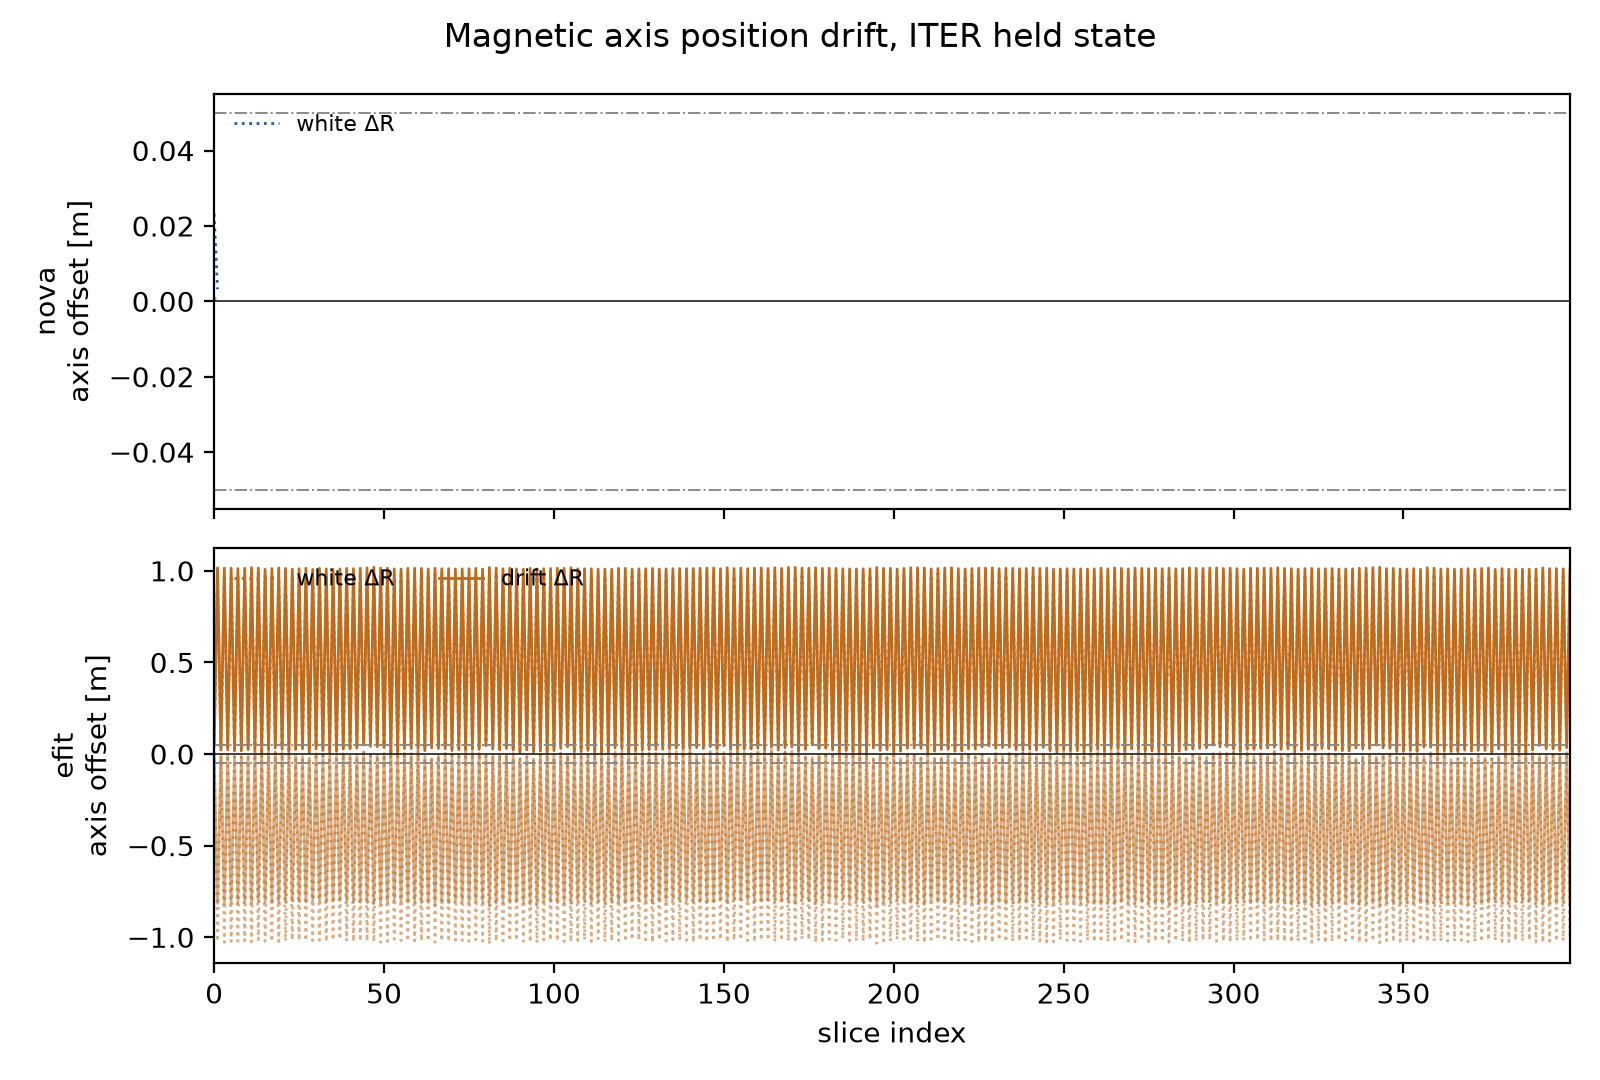 Magnetic axis position drift, ITER held state
white ΔR
0.04
0.02
0.00
−0.02
−0.04
nova
axis offset [m]
white ΔR drift ΔR
1.0
0.5
0.0
−0.5
−1.0
efit
axis offset [m]
0 50 100 150 200 250 300 350
slice index